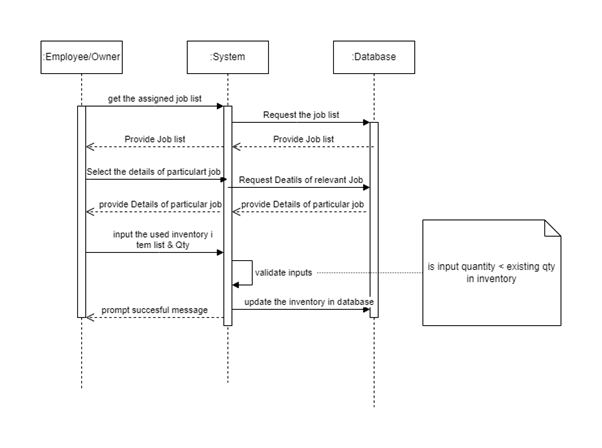 :Employee/Owner
:System
:Database
get the assigned job list
Request the job list
Provide Job list
Provide Job list
Select the details of particulart job
Request Deatils of relevant Job
provide Details of particular job
provide Details of particular job
input the used inventory i
tem list & Qty
validate inputs
is input quantity < existing qty
in inventory
update the inventory in database
prompt succesful message